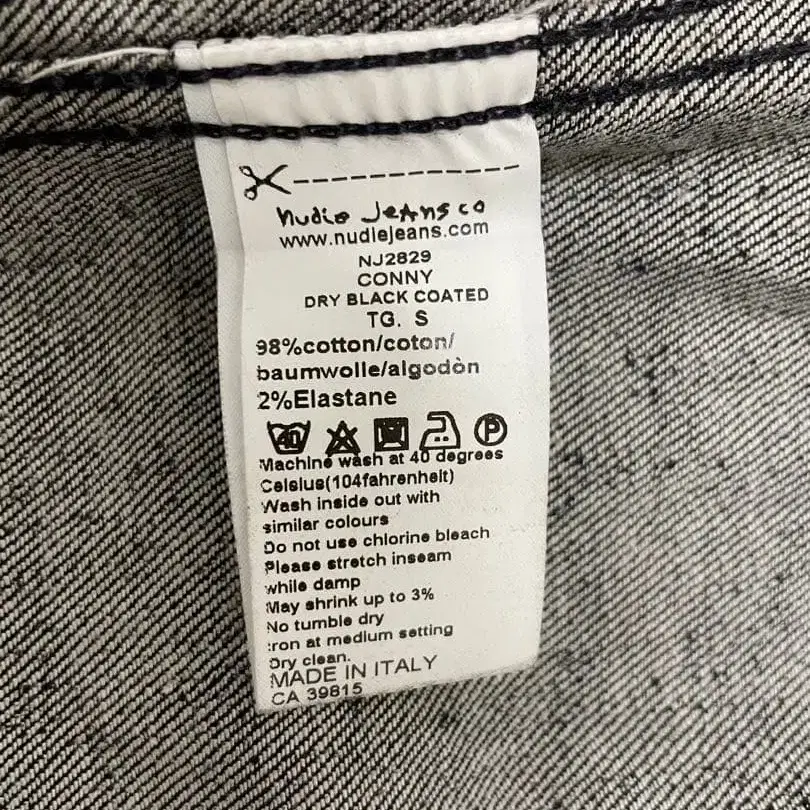 nudie Jeans co
www.nudiejeans.com
NJ2829
CONNY
DRY BLACK COATED
TG. S
98%cotton/coton/
baumwolle/algodòn
2%Elastane
40 P
Machine wash at 40 degrees
Celsius(104fahrenheit)
Wash inside out with
similar colours
Do not use chlorine bleach
Please stretch inseam
while damp
May shrink up to 3%
No tumble dry
Iron at medium setting
Dry clean.
MADE IN ITALY
CA 39815